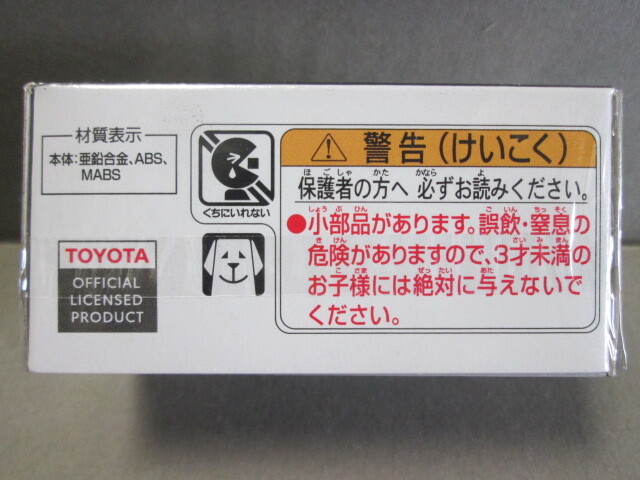 材質表示
本体:亜鉛合金、ABS、
MABS
くちにいれない
TOYOTA
OFFICIAL
LICENSED
PRODUCT
警告(けいこく)
保護者の方へ 必ずお読みください。
●小部品があります。誤飲・窒息の
危険がありますので、3才未満の
お子様には絶対に与えないで
ください。